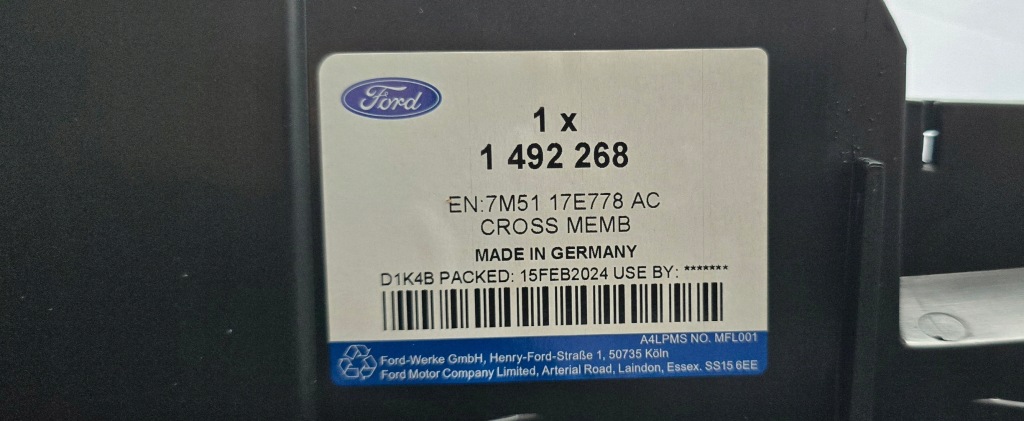 Ford
1 x
1 492 268
EN:7M51 17E778 AC
CROSS MEMB
MADE IN GERMANY
D1K4B PACKED: 15FEB2024 USE BY: *******
A4LPMS NO. MFL001
Ford-Werke GmbH, Henry-Ford-Straße 1, 50735 Köln
Ford Motor Company Limited, Arterial Road, Laindon, Essex. SS15 6EE